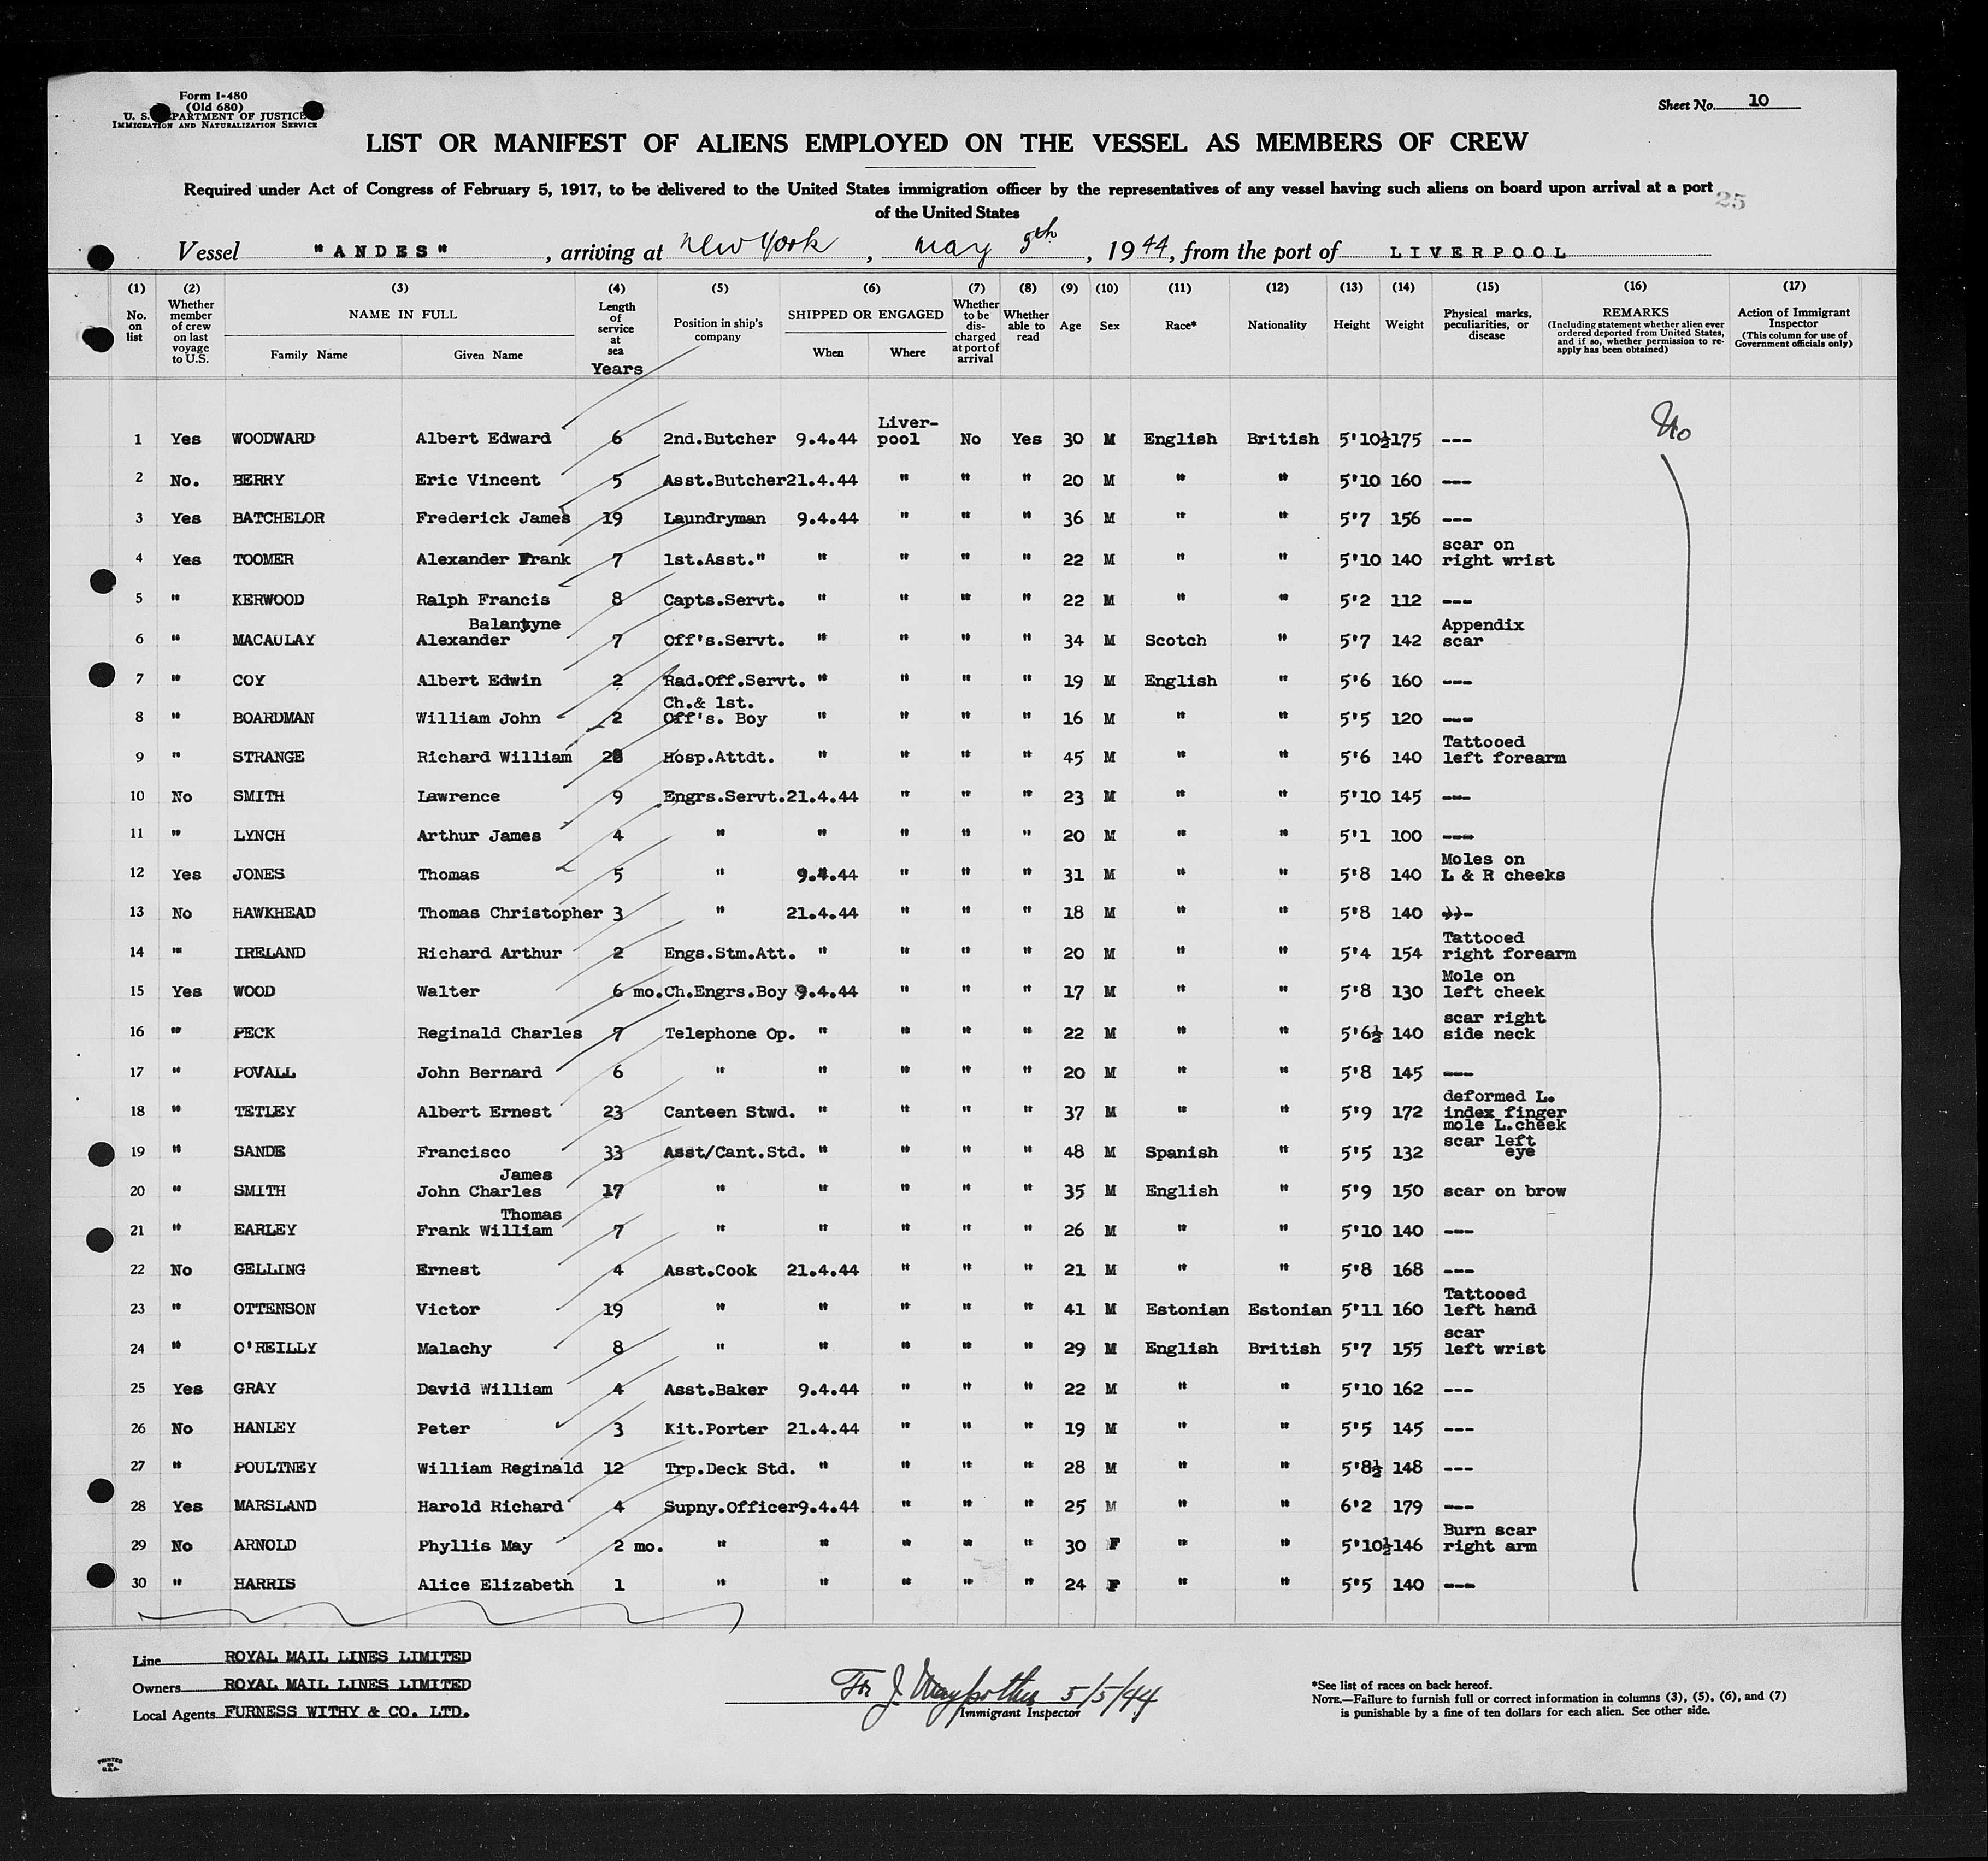 Form I-480
(Old 680)
U. S. DEPARTMENT OF JUSTICE
IMMIGRATION AND NATURALIZATION SERVICE
Sheet No. 10
LIST OR MANIFEST OF ALIENS EMPLOYED ON THE VESSEL AS MEMBERS OF CREW
Required under Act of Congress of February 5, 1917, to be delivered to the United States immigration officer by the representatives of any vessel having such aliens on board upon arrival at a port
of the United States
25
Vessel "ANDES", arriving at New York, May 5th, 1944, from the port of LIVERPOOL
(1) (2) (3) (4) (5) (6) (7) (8) (9) (10) (11) (12) (13) (14) (15) (16) (17)
No. on list
Whether member of crew on last voyage to U.S.
NAME IN FULL
Family Name Given Name
Length of service at sea
Years
Position in ship's company
SHIPPED OR ENGAGED
When Where
Whether to be discharged at port of arrival
Whether able to read
Age
Sex
Race*
Nationality
Height
Weight
Physical marks, peculiarities, or disease
REMARKS
(Including statement whether alien ever ordered deported from United States, and if so, whether permission to re-apply has been obtained)
Action of Immigrant Inspector
(This column for use of Government officials only)
1 Yes WOODWARD Albert Edward 6 2nd.Butcher 9.4.44 Liver-pool No Yes 30 M English British 5'10½ 175 --- No
2 No. BERRY Eric Vincent 5 Asst.Butcher 21.4.44 " " " 20 M " " 5'10 160 ---
3 Yes BATCHELOR Frederick James 19 Laundryman 9.4.44 " " " 36 M " " 5'7 156 ---
4 Yes TOOMER Alexander Frank 7 1st.Asst." " " " " 22 M " " 5'10 140 scar on right wrist
5 " KERWOOD Ralph Francis 8 Capts.Servt. " " " " 22 M " " 5'2 112 ---
6 " MACAULAY Alexander Balantyne 7 Off's.Servt. " " " " 34 M Scotch " 5'7 142 Appendix scar
7 " COY Albert Edwin 2 Rad.Off.Servt. " " " " 19 M English " 5'6 160 ---
8 " BOARDMAN William John 2 Ch.& 1st. Off's. Boy " " " " 16 M " " 5'5 120 ---
9 " STRANGE Richard William 28 Hosp.Attdt. " " " " 45 M " " 5'6 140 Tattooed left forearm
10 No SMITH Lawrence 9 Engrs.Servt. 21.4.44 " " " 23 M " " 5'10 145 ---
11 " LYNCH Arthur James 4 " " " " " 20 M " " 5'1 100 ---
12 Yes JONES Thomas 5 " 9.4.44 " " " 31 M " " 5'8 140 Moles on L & R cheeks
13 No HAWKHEAD Thomas Christopher 3 " 21.4.44 " " " 18 M " " 5'8 140 ))-
14 " IRELAND Richard Arthur 2 Engs.Stm.Att. " " " " 20 M " " 5'4 154 Tattooed right forearm
15 Yes WOOD Walter 6 mo. Ch.Engrs.Boy 9.4.44 " " " 17 M " " 5'8 130 Mole on left cheek
16 " PECK Reginald Charles 7 Telephone Op. " " " " 22 M " " 5'6½ 140 scar right side neck
17 " POVALL John Bernard 6 " " " " " 20 M " " 5'8 145 ---
18 " TETLEY Albert Ernest 23 Canteen Stwd. " " " " 37 M " " 5'9 172 deformed L. index finger mole L.cheek
19 " SANDE Francisco 33 Asst/Cant.Std. " " " " 48 M Spanish " 5'5 132 scar left eye
20 " SMITH John Charles James 17 " " " " " 35 M English " 5'9 150 scar on brow
21 " EARLEY Frank William Thomas 7 " " " " " 26 M " " 5'10 140 ---
22 No GELLING Ernest 4 Asst.Cook 21.4.44 " " " 21 M " " 5'8 168 ---
23 " OTTENSON Victor 19 " " " " " 41 M Estonian Estonian 5'11 160 Tattooed left hand
24 " O'REILLY Malachy 8 " " " " " 29 M English British 5'7 155 scar left wrist
25 Yes GRAY David William 4 Asst.Baker 9.4.44 " " " 22 M " " 5'10 162 ---
26 No HANLEY Peter 3 Kit.Porter 21.4.44 " " " 19 M " " 5'5 145 ---
27 " POULTNEY William Reginald 12 Trp.Deck Std. " " " " 28 M " " 5'8½ 148 ---
28 Yes MARSLAND Harold Richard 4 Supny.Officer 9.4.44 " " " 25 M " " 6'2 179 ---
29 No ARNOLD Phyllis May 2 mo. " " " " " 30 F " " 5'10½ 146 Burn scar right arm
30 " HARRIS Alice Elizabeth 1 " " " " " 24 F " " 5'5 140 ---
Line ROYAL MAIL LINES LIMITED
Owners ROYAL MAIL LINES LIMITED
Local Agents FURNESS WITHY & CO. LTD.
5/5/44
Immigrant Inspector
*See list of races on back hereof.
NOTE.—Failure to furnish full or correct information in columns (3), (5), (6), and (7)
is punishable by a fine of ten dollars for each alien. See other side.
PRINTED IN U.S.A.